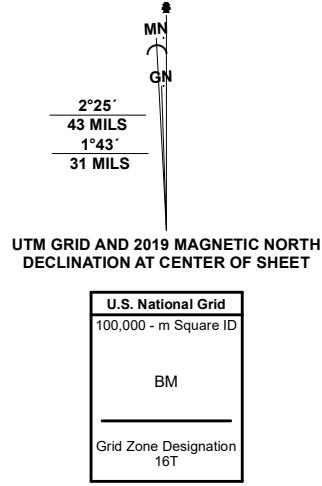 MN
GN
2°25´
43 MILS
1°43´
31 MILS
UTM GRID AND 2019 MAGNETIC NORTH
DECLINATION AT CENTER OF SHEET
U.S. National Grid
100,000 - m Square ID
BM
Grid Zone Designation
16T